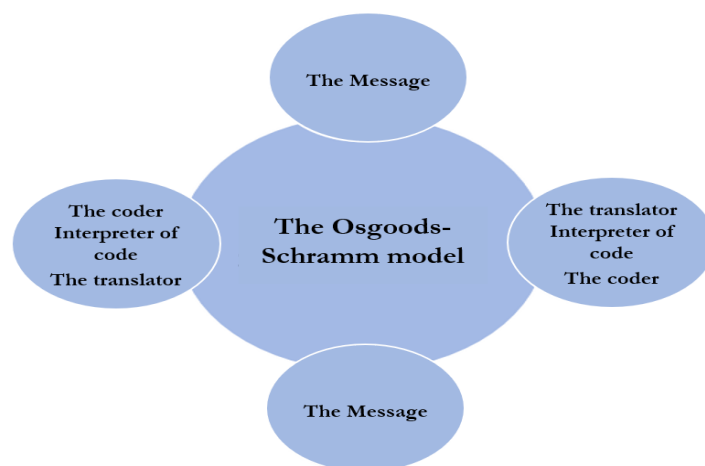 The Message
The coder
Interpreter of
code
The translator
The Osgoods-
Schramm model
The translator
Interpreter of
code
The coder
The Message